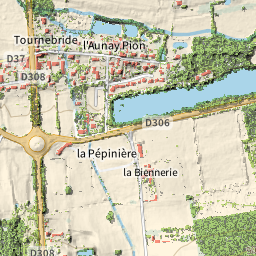 Tournebride
l'Aunay Pion
D37
D308
D306
la Pépinière
la Biennerie
D308